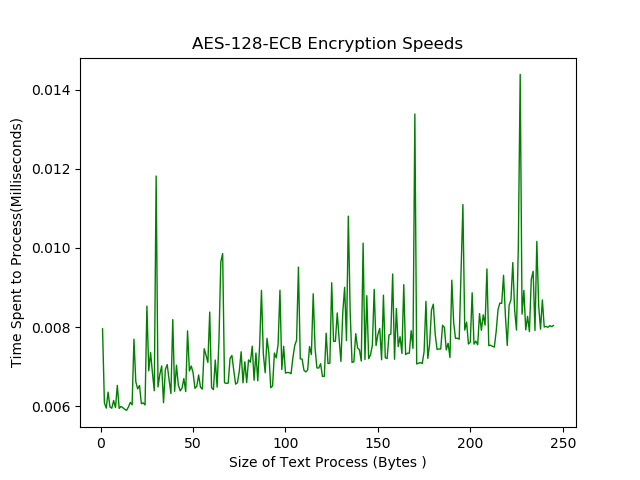 AES-128-ECB Encryption Speeds
Time Spent to Process(Milliseconds)
0.014
0.012
0.010
0.008
0.006
0 50 100 150 200 250
Size of Text Process (Bytes )